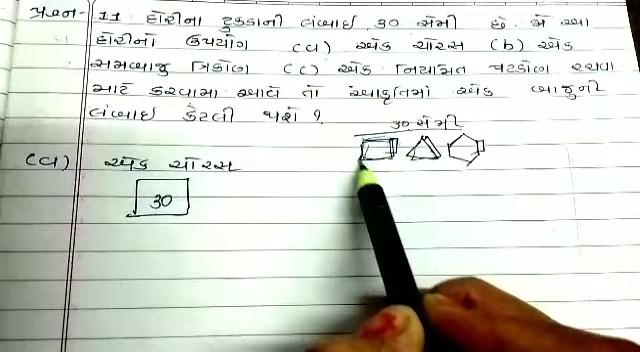 પ્રશ્ન- 11 દોરીના ટુકડાની લંબાઈ 30 સેમી છે. જો આ
દોરીનો ઉપયોગ (a) એક ચોરસ (b) એક
સમબાજુ ત્રિકોણ (c) એક નિયમિત ષટ્કોણ રચવા
માટે કરવામા આવે તો આકૃતિમાં એક બાજુની
લંબાઈ કેટલી થશે ?
30 સેમી
(a) એક ચોરસ
30